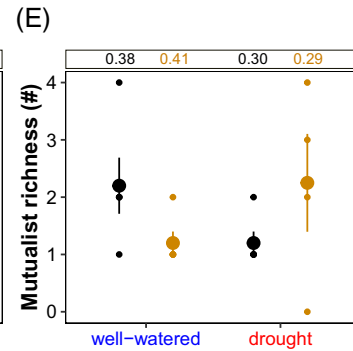 (E)
0.38 0.41 0.30 0.29
Mutualist richness (#)
4
3
2
1
0
well−watered drought